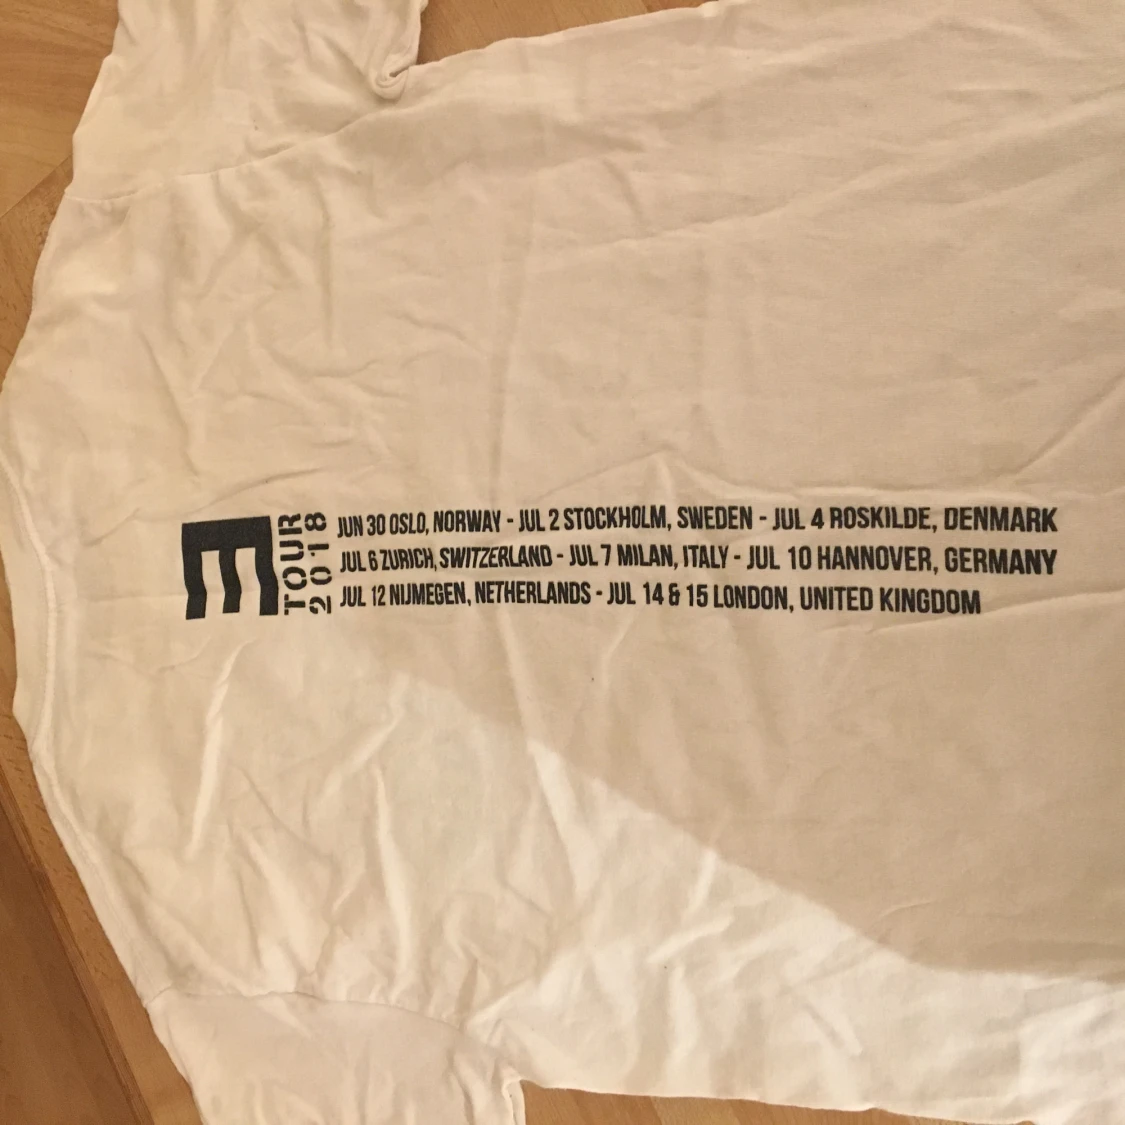 E
TOUR
2018
JUN 30 OSLO, NORWAY - JUL 2 STOCKHOLM, SWEDEN - JUL 4 ROSKILDE, DENMARK
JUL 6 ZURICH, SWITZERLAND - JUL 7 MILAN, ITALY - JUL 10 HANNOVER, GERMANY
JUL 12 NIJMEGEN, NETHERLANDS - JUL 14 & 15 LONDON, UNITED KINGDOM